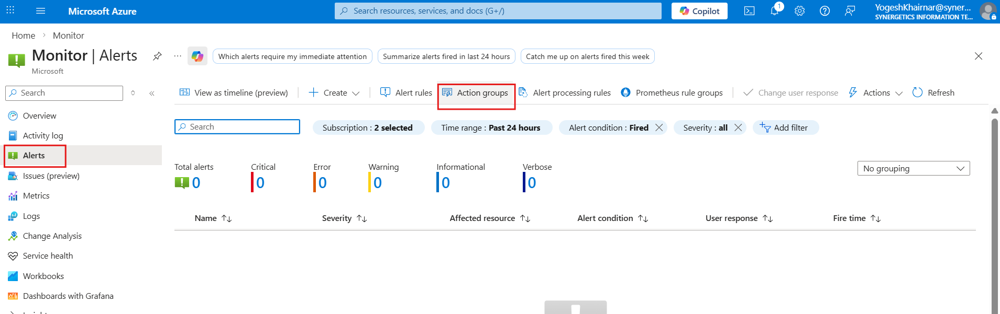 Microsoft Azure
Search resources, services, and docs (G+/)
Copilot
1
YogeshKhairnar@syner...
SYNERGETICS INFORMATION TE...
Home > Monitor
Monitor | Alerts
Microsoft
Which alerts require my immediate attention
Summarize alerts fired in last 24 hours
Catch me up on alerts fired this week
Search
View as timeline (preview)
Create
Alert rules
Action groups
Alert processing rules
Prometheus rule groups
Change user response
Actions
Refresh
Overview
Activity log
Alerts
Issues (preview)
Metrics
Logs
Change Analysis
Service health
Workbooks
Dashboards with Grafana
Search
Subscription : 2 selected
Time range : Past 24 hours
Alert condition : Fired
Severity : all
Add filter
Total alerts
0
Critical
0
Error
0
Warning
0
Informational
0
Verbose
0
No grouping
Name
Severity
Affected resource
Alert condition
User response
Fire time